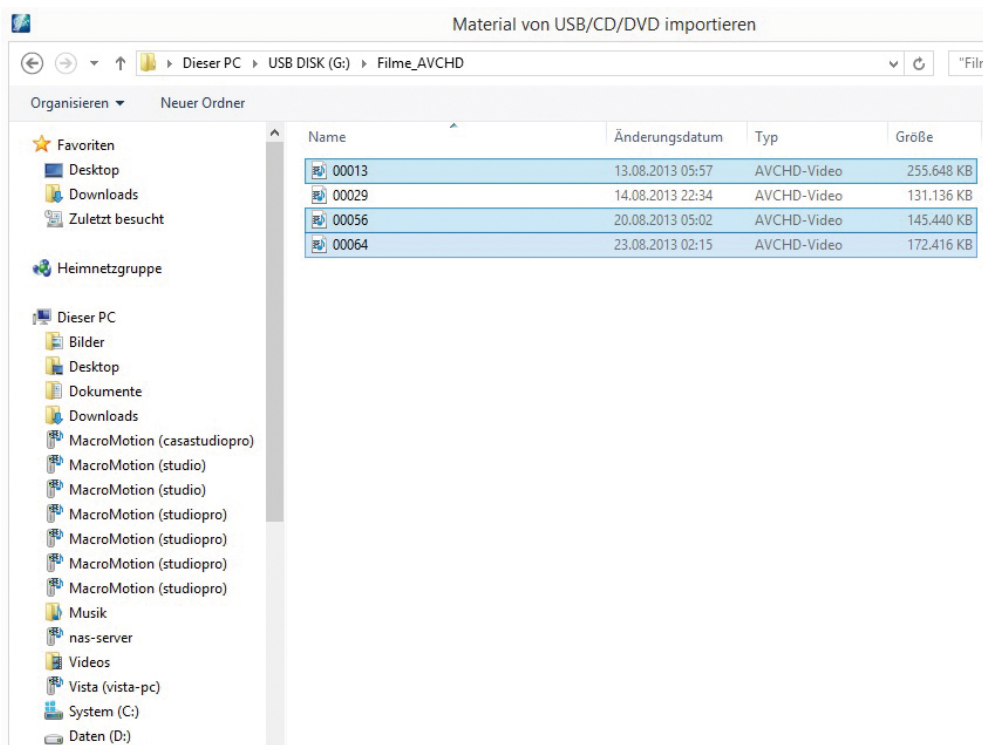 Material von USB/CD/DVD importieren
Dieser PC USB DISK (G:) Filme_AVCHD "Film
Organisieren Neuer Ordner
Favoriten
Desktop
Downloads
Zuletzt besucht
Heimnetzgruppe
Dieser PC
Bilder
Desktop
Dokumente
Downloads
MacroMotion (casastudiopro)
MacroMotion (studio)
MacroMotion (studio)
MacroMotion (studiopro)
MacroMotion (studiopro)
MacroMotion (studiopro)
MacroMotion (studiopro)
Musik
nas-server
Videos
Vista (vista-pc)
System (C:)
Daten (D:)
Name Änderungsdatum Typ Größe
00013 13.08.2013 05:57 AVCHD-Video 255.648 KB
00029 14.08.2013 22:34 AVCHD-Video 131.136 KB
00056 20.08.2013 05:02 AVCHD-Video 145.440 KB
00064 23.08.2013 02:15 AVCHD-Video 172.416 KB